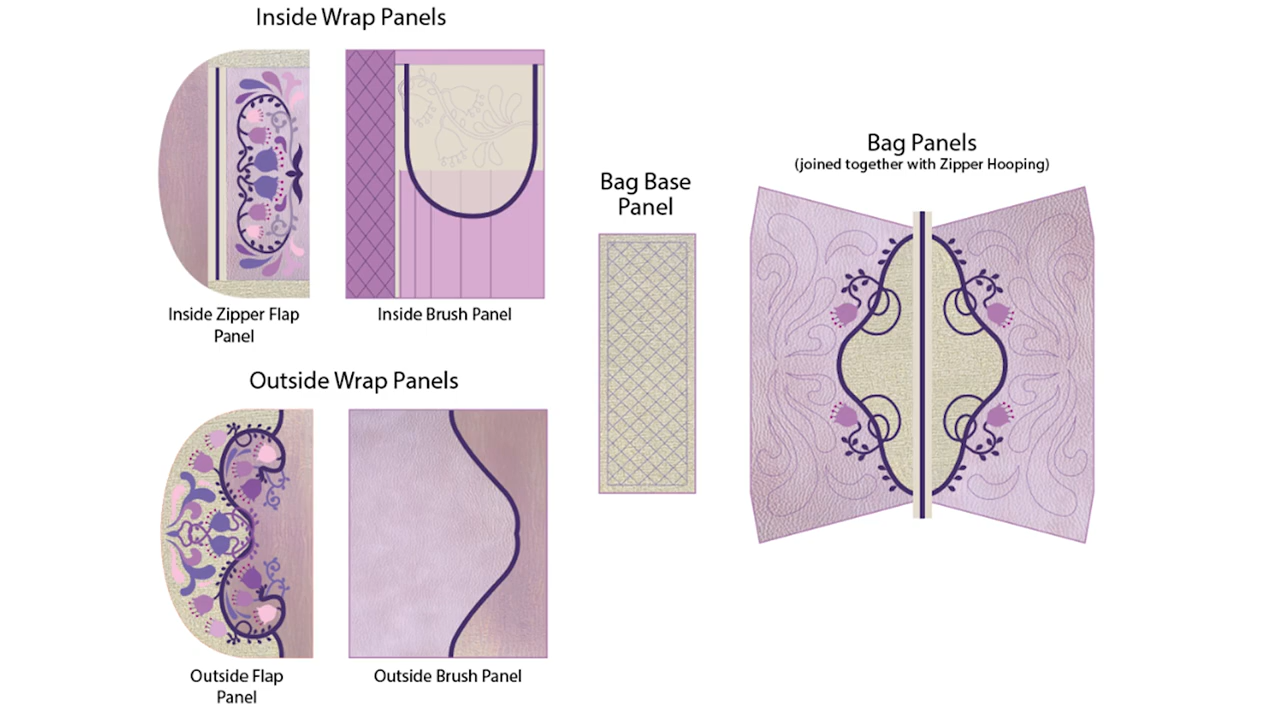 Inside Wrap Panels
Inside Zipper Flap
Panel
Inside Brush Panel
Outside Wrap Panels
Outside Flap
Panel
Outside Brush Panel
Bag Base
Panel
Bag Panels
(joined together with Zipper Hooping)